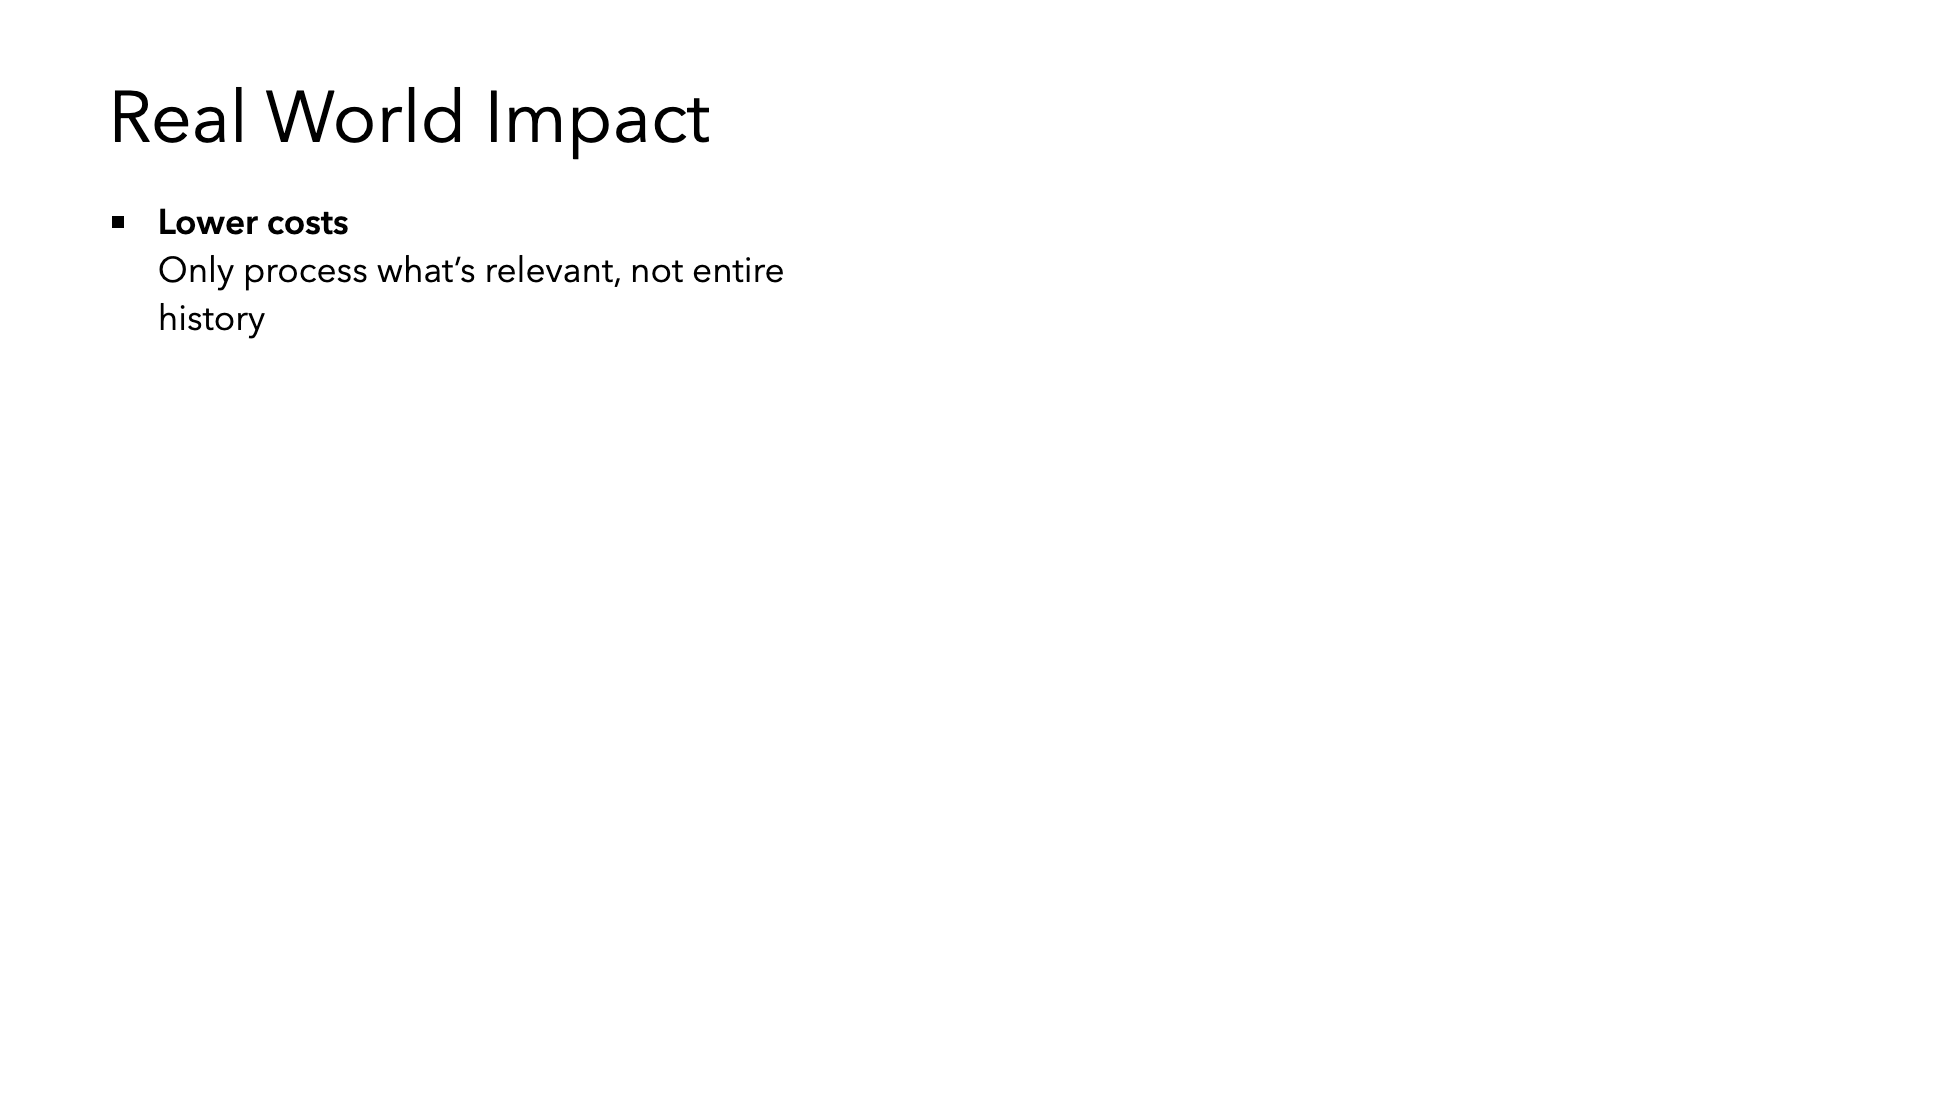 Real World Impact
▪ Lower costs
Only process what’s relevant, not entire
history